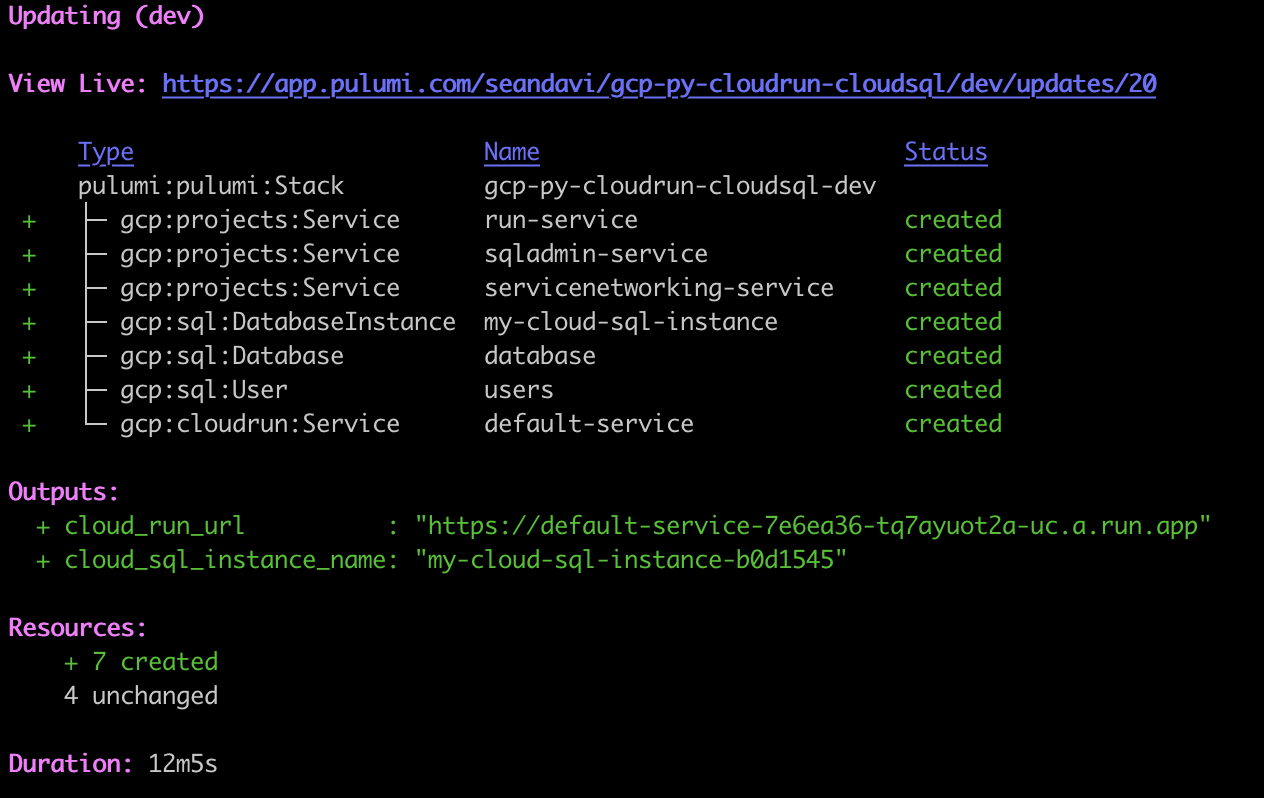 Updating (dev)
View Live: https://app.pulumi.com/seandavi/gcp-py-cloudrun-cloudsql/dev/updates/20
Type Name Status
pulumi:pulumi:Stack gcp-py-cloudrun-cloudsql-dev
+ ├─ gcp:projects:Service run-service created
+ ├─ gcp:projects:Service sqladmin-service created
+ ├─ gcp:projects:Service servicenetworking-service created
+ ├─ gcp:sql:DatabaseInstance my-cloud-sql-instance created
+ ├─ gcp:sql:Database database created
+ ├─ gcp:sql:User users created
+ └─ gcp:cloudrun:Service default-service created
Outputs:
+ cloud_run_url : "https://default-service-7e6ea36-tq7ayuot2a-uc.a.run.app"
+ cloud_sql_instance_name: "my-cloud-sql-instance-b0d1545"
Resources:
+ 7 created
4 unchanged
Duration: 12m5s